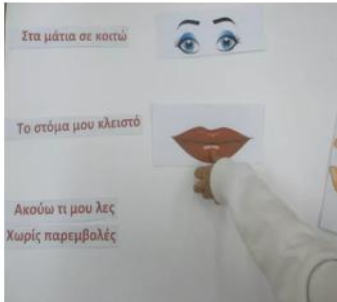 Στα μάτια σε κοιτώ
Το στόμα μου κλειστό
Ακούω τι μου λες
Χωρίς παρεμβολές